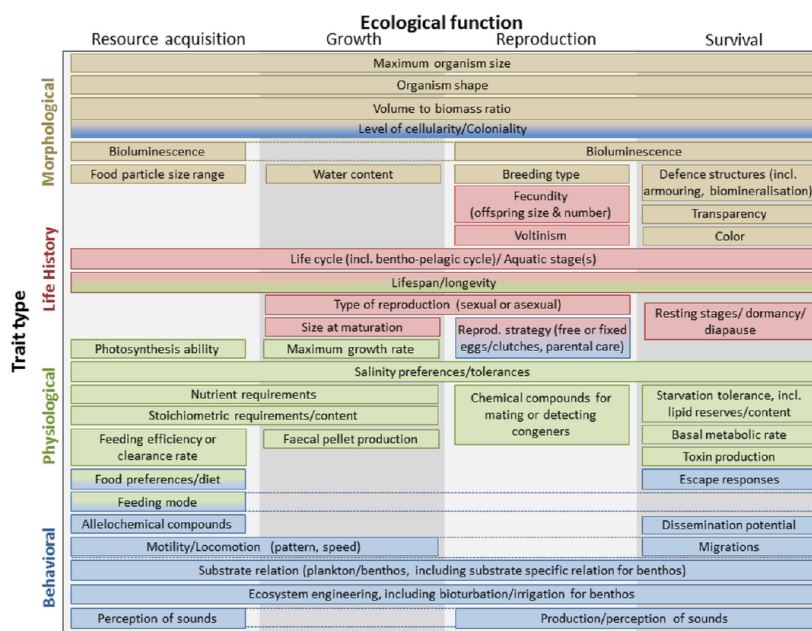 Ecological function
Resource acquisition Growth Reproduction Survival
Trait type
Morphological
Maximum organism size
Organism shape
Volume to biomass ratio
Level of cellularity/Coloniality
Bioluminescence Bioluminescence
Food particle size range Water content Breeding type Defence structures (incl.
armouring, biomineralisation)
Fecundity
(offspring size & number)
Transparency
Voltinism Color
Life History
Life cycle (incl. bentho-pelagic cycle)/ Aquatic stage(s)
Lifespan/longevity
Type of reproduction (sexual or asexual)
Resting stages/ dormancy/
diapause
Size at maturation Reprod. strategy (free or fixed
eggs/clutches, parental care)
Physiological
Photosynthesis ability Maximum growth rate
Salinity preferences/tolerances
Nutrient requirements
Chemical compounds for
mating or detecting
congeners
Starvation tolerance, incl.
lipid reserves/content
Stoichiometric requirements/content
Feeding efficiency or
clearance rate
Faecal pellet production
Basal metabolic rate
Toxin production
Food preferences/diet Escape responses
Feeding mode
Behavioral
Allelochemical compounds Dissemination potential
Motility/Locomotion (pattern, speed) Migrations
Substrate relation (plankton/benthos, including substrate specific relation for benthos)
Ecosystem engineering, including bioturbation/irrigation for benthos
Perception of sounds Production/perception of sounds